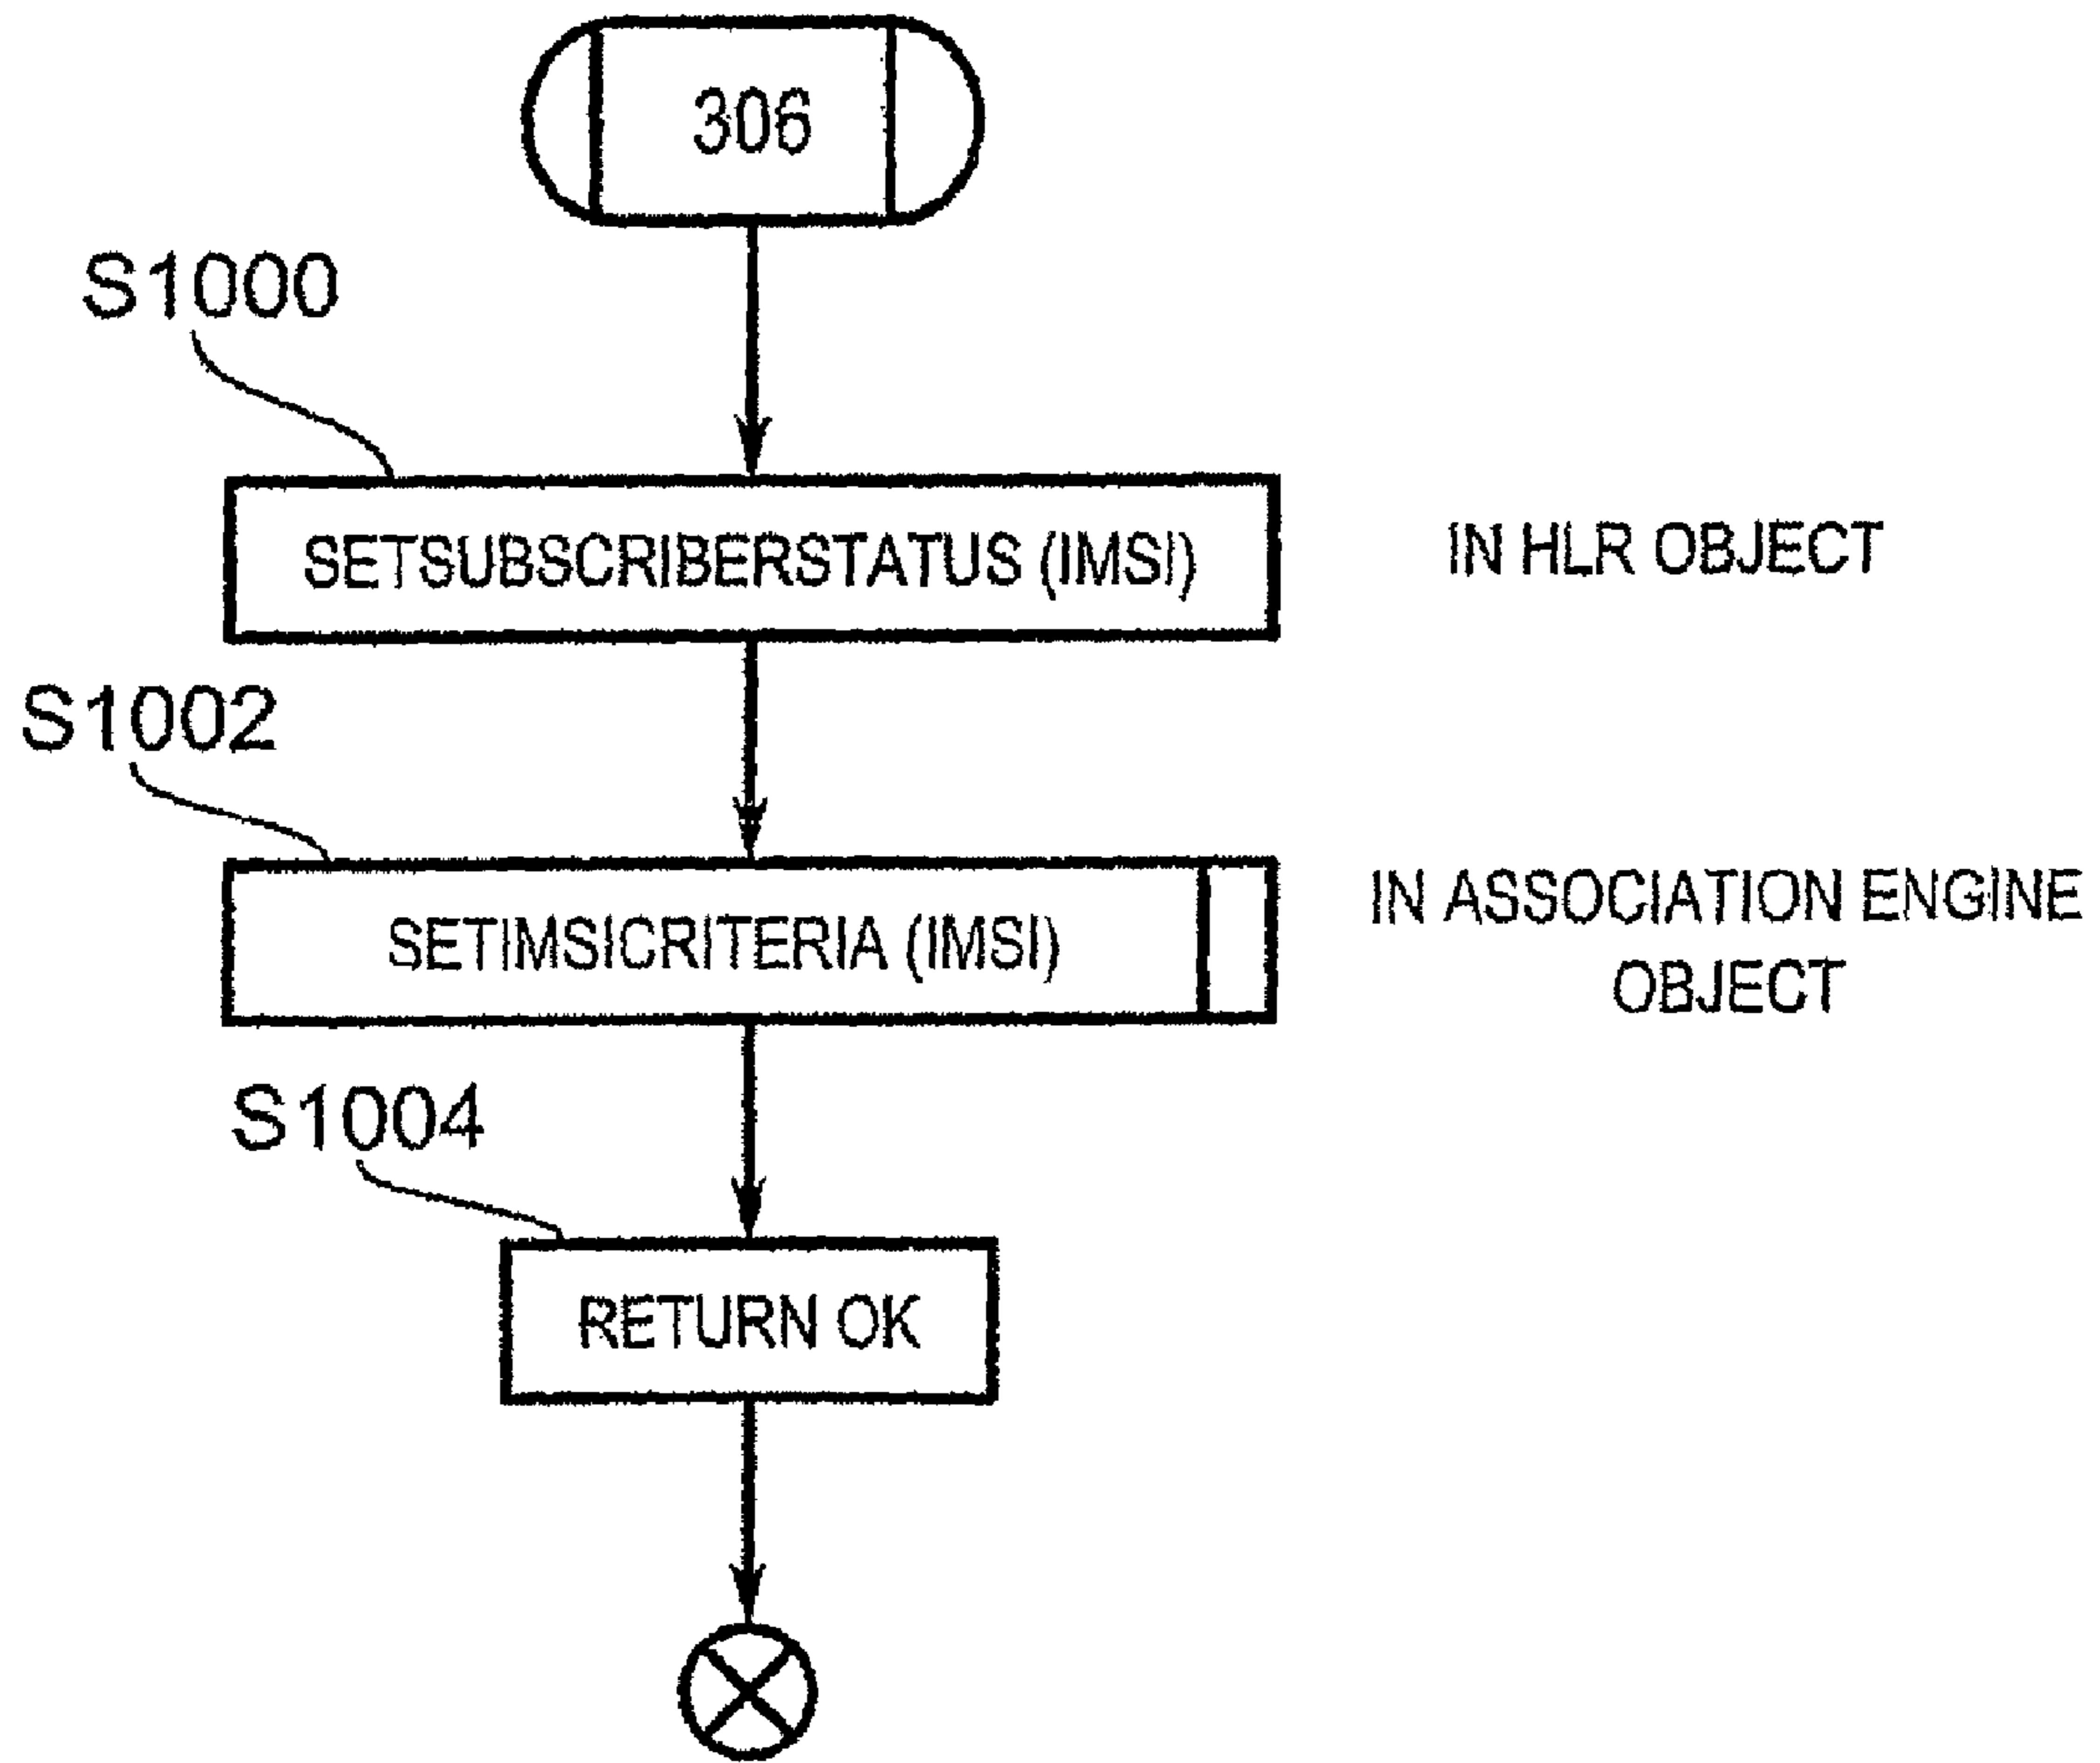 306
S1000
SETSUBSCRIBERSTATUS (IMSI)
IN HLR OBJECT
S1002
SETIMSICRITERIA (IMSI)
IN ASSOCIATION ENGINE
OBJECT
S1004
RETURN OK